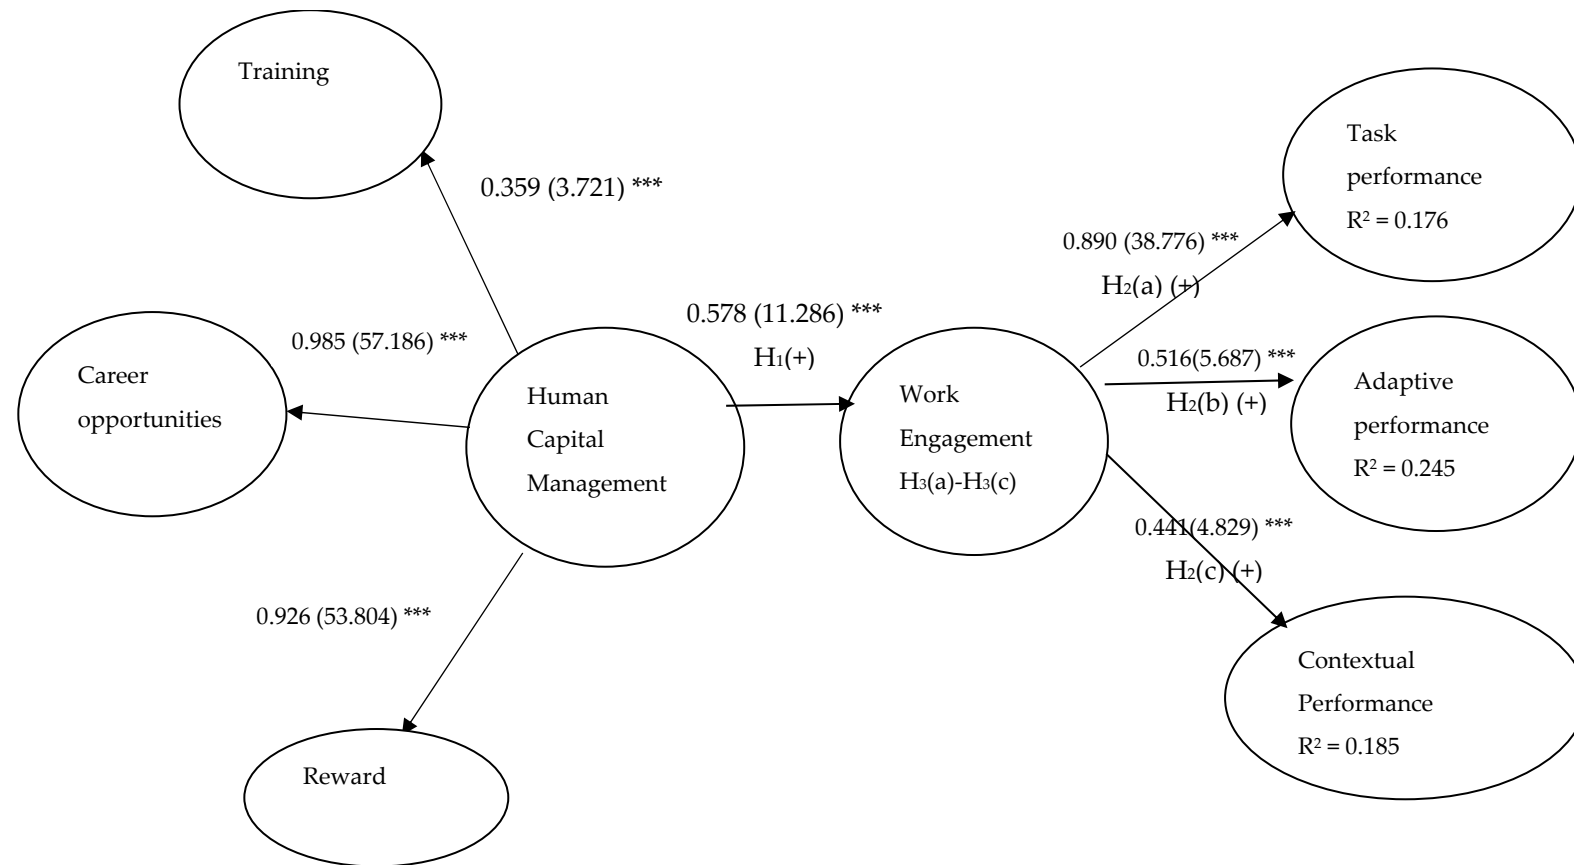 Training
0.359 (3.721) ***
Career
opportunities
0.985 (57.186) ***
Human
Capital
Management
0.926 (53.804) ***
Reward
0.578 (11.286) ***
H1(+)
Work
Engagement
H3(a)-H3(c)
0.890 (38.776) ***
H2(a) (+)
0.516(5.687) ***
H2(b) (+)
0.441(4.829) ***
H2(c) (+)
Task
performance
R² = 0.176
Adaptive
performance
R² = 0.245
Contextual
Performance
R² = 0.185